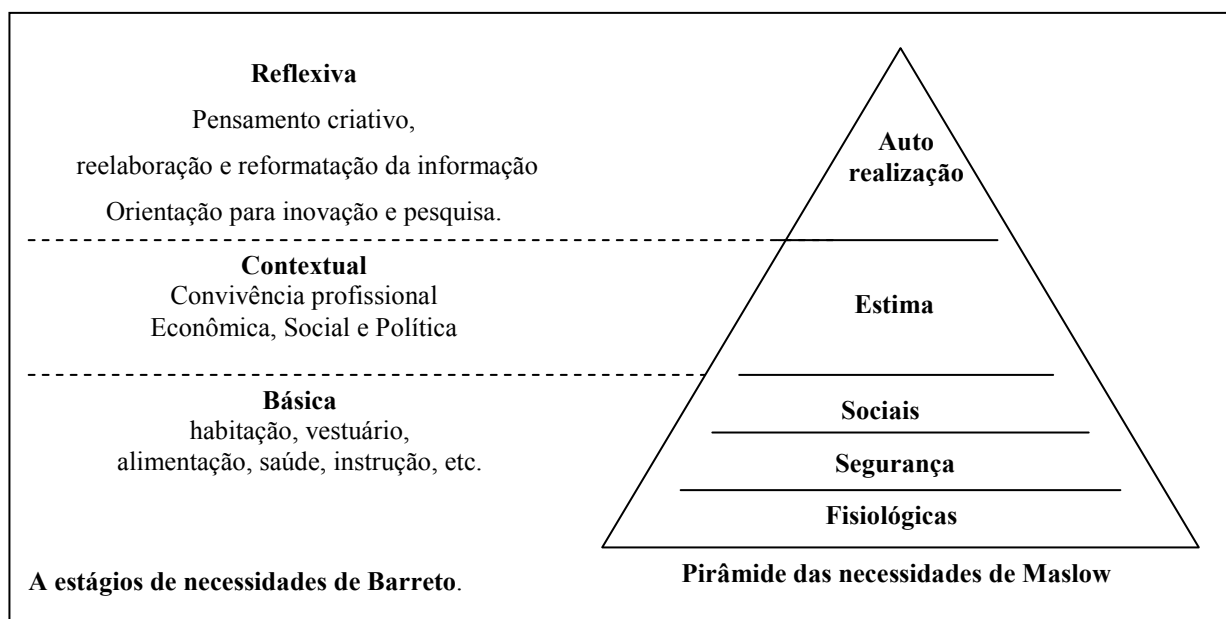 Reflexiva
Pensamento criativo,
reelaboração e reformatação da informação
Orientação para inovação e pesquisa.
Contextual
Convivência profissional
Econômica, Social e Política
Básica
habitação, vestuário,
alimentação, saúde, instrução, etc.
A estágios de necessidades de Barreto.
Auto
realização
Estima
Sociais
Segurança
Fisiológicas
Pirâmide das necessidades de Maslow